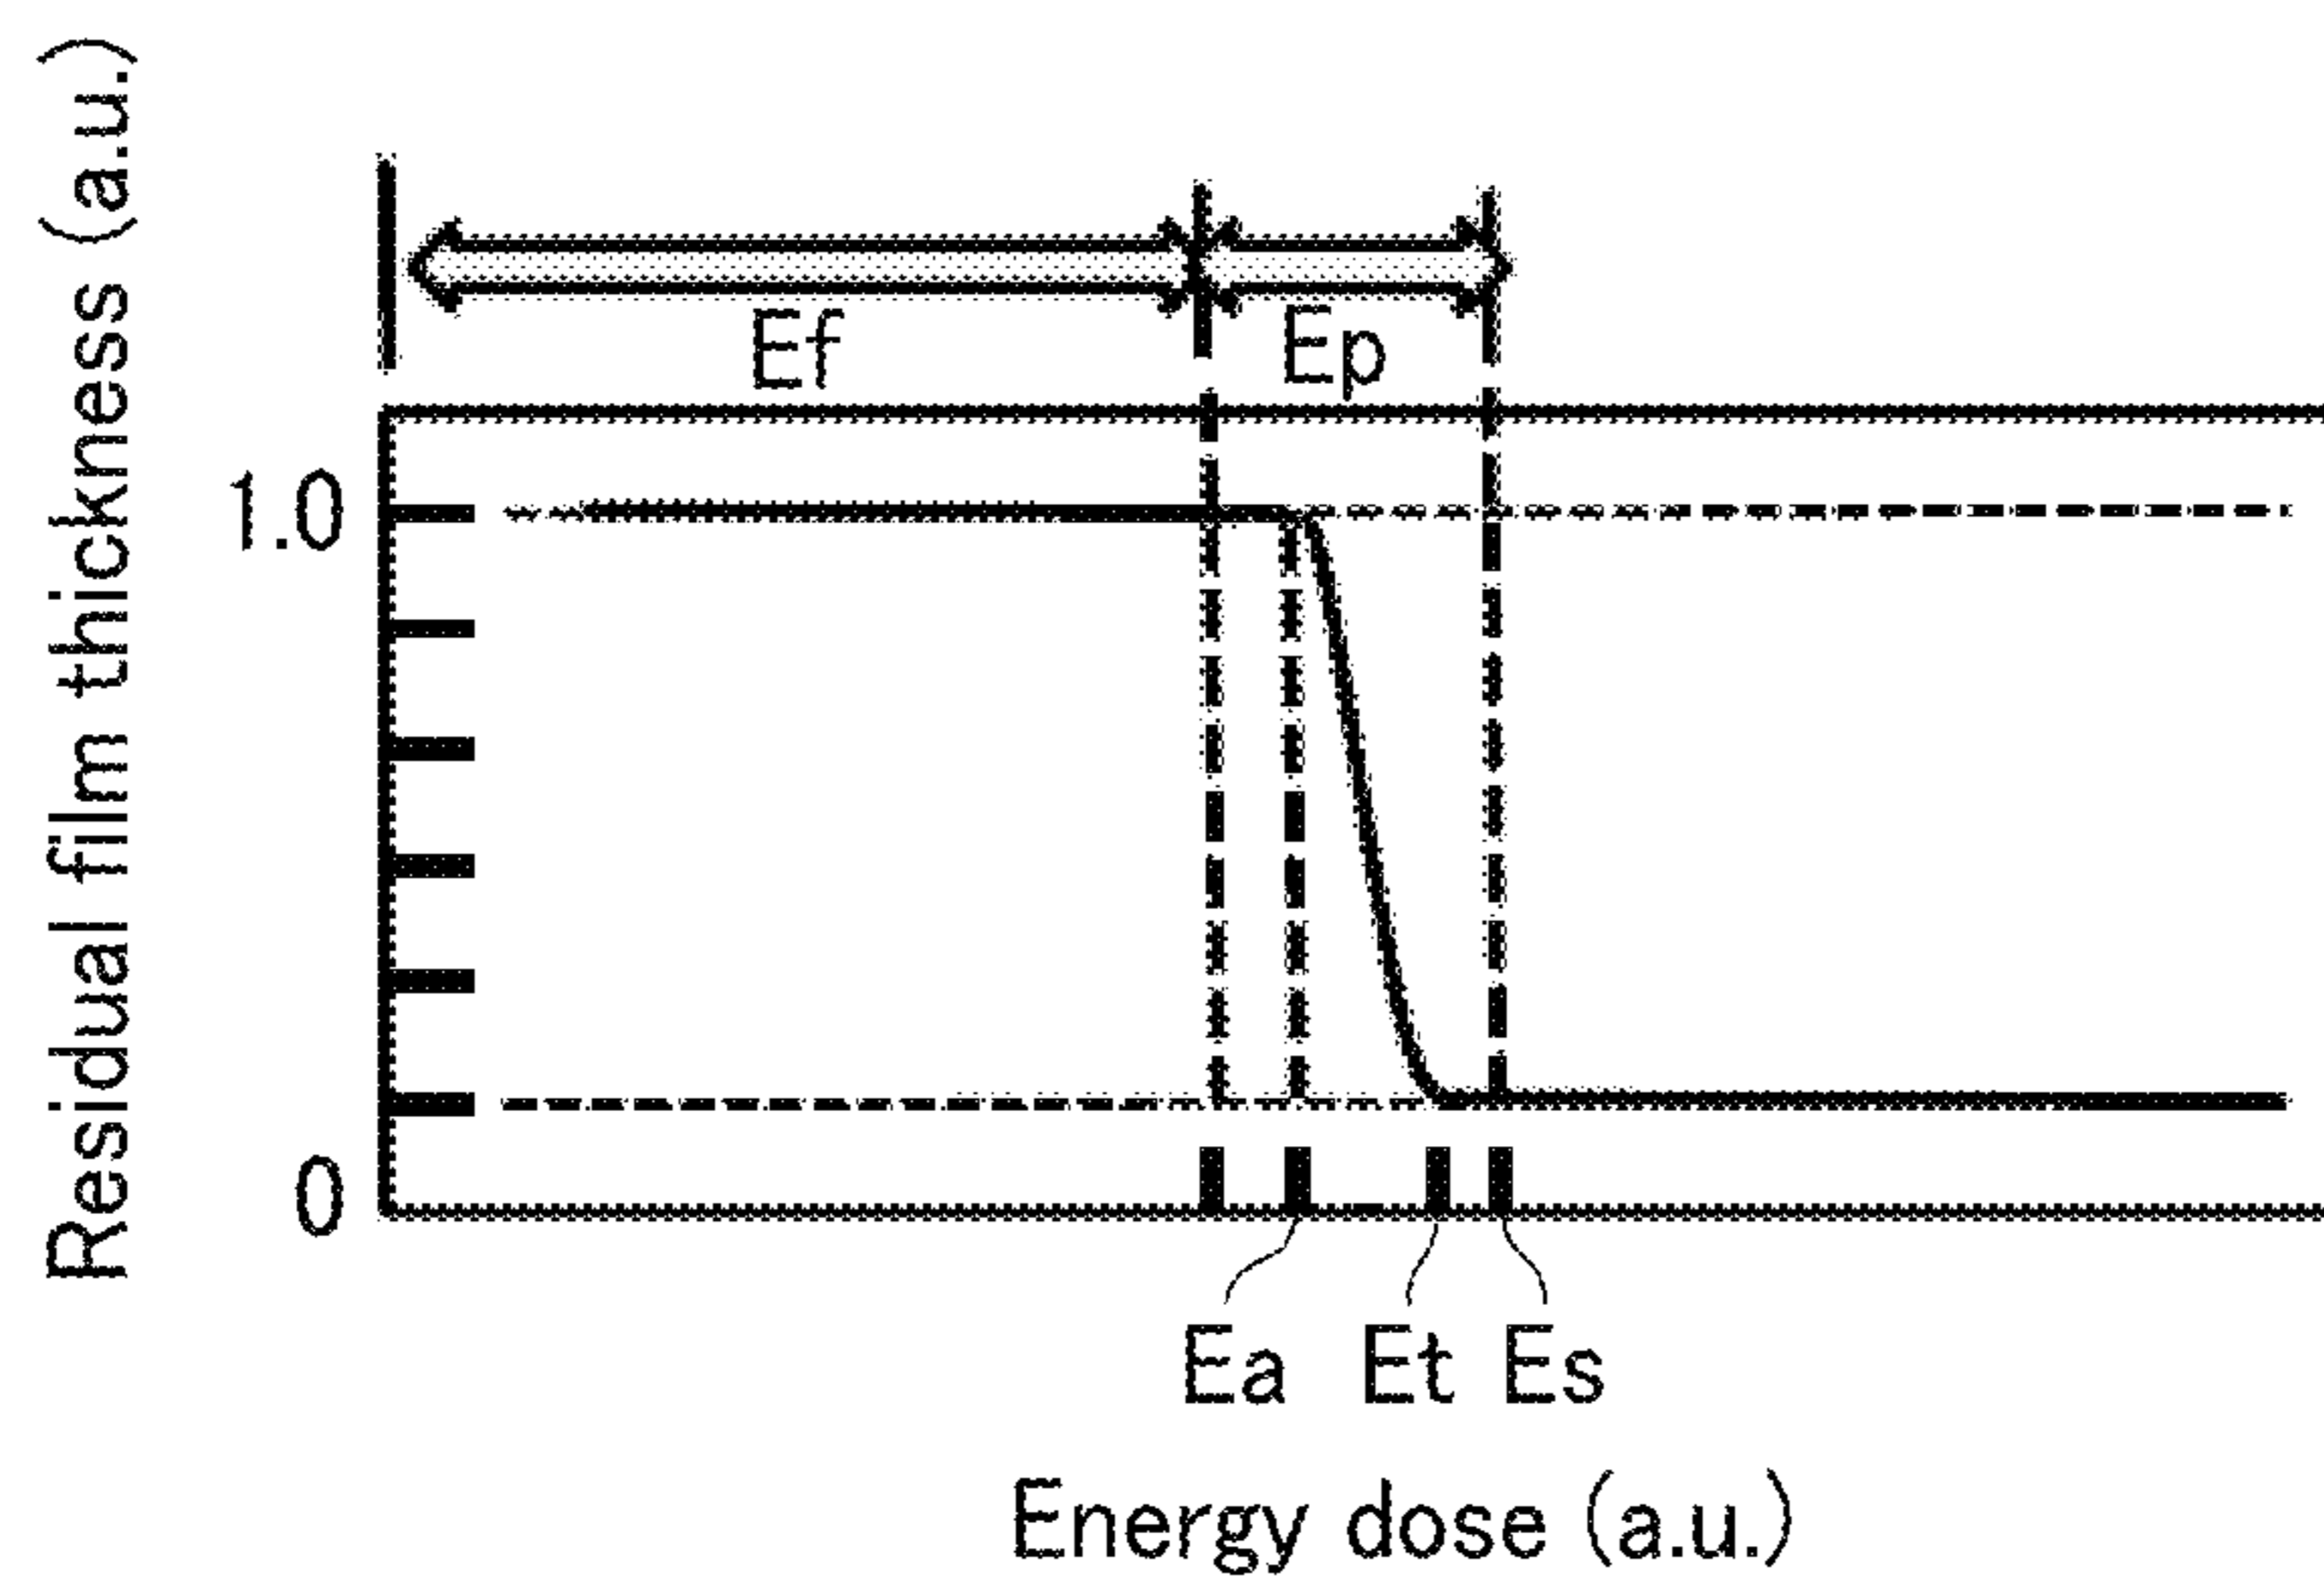 Residual film thickness (a.u.)
Ef
Ep
1.0
0
Ea
Et
Es
Energy dose (a.u.)